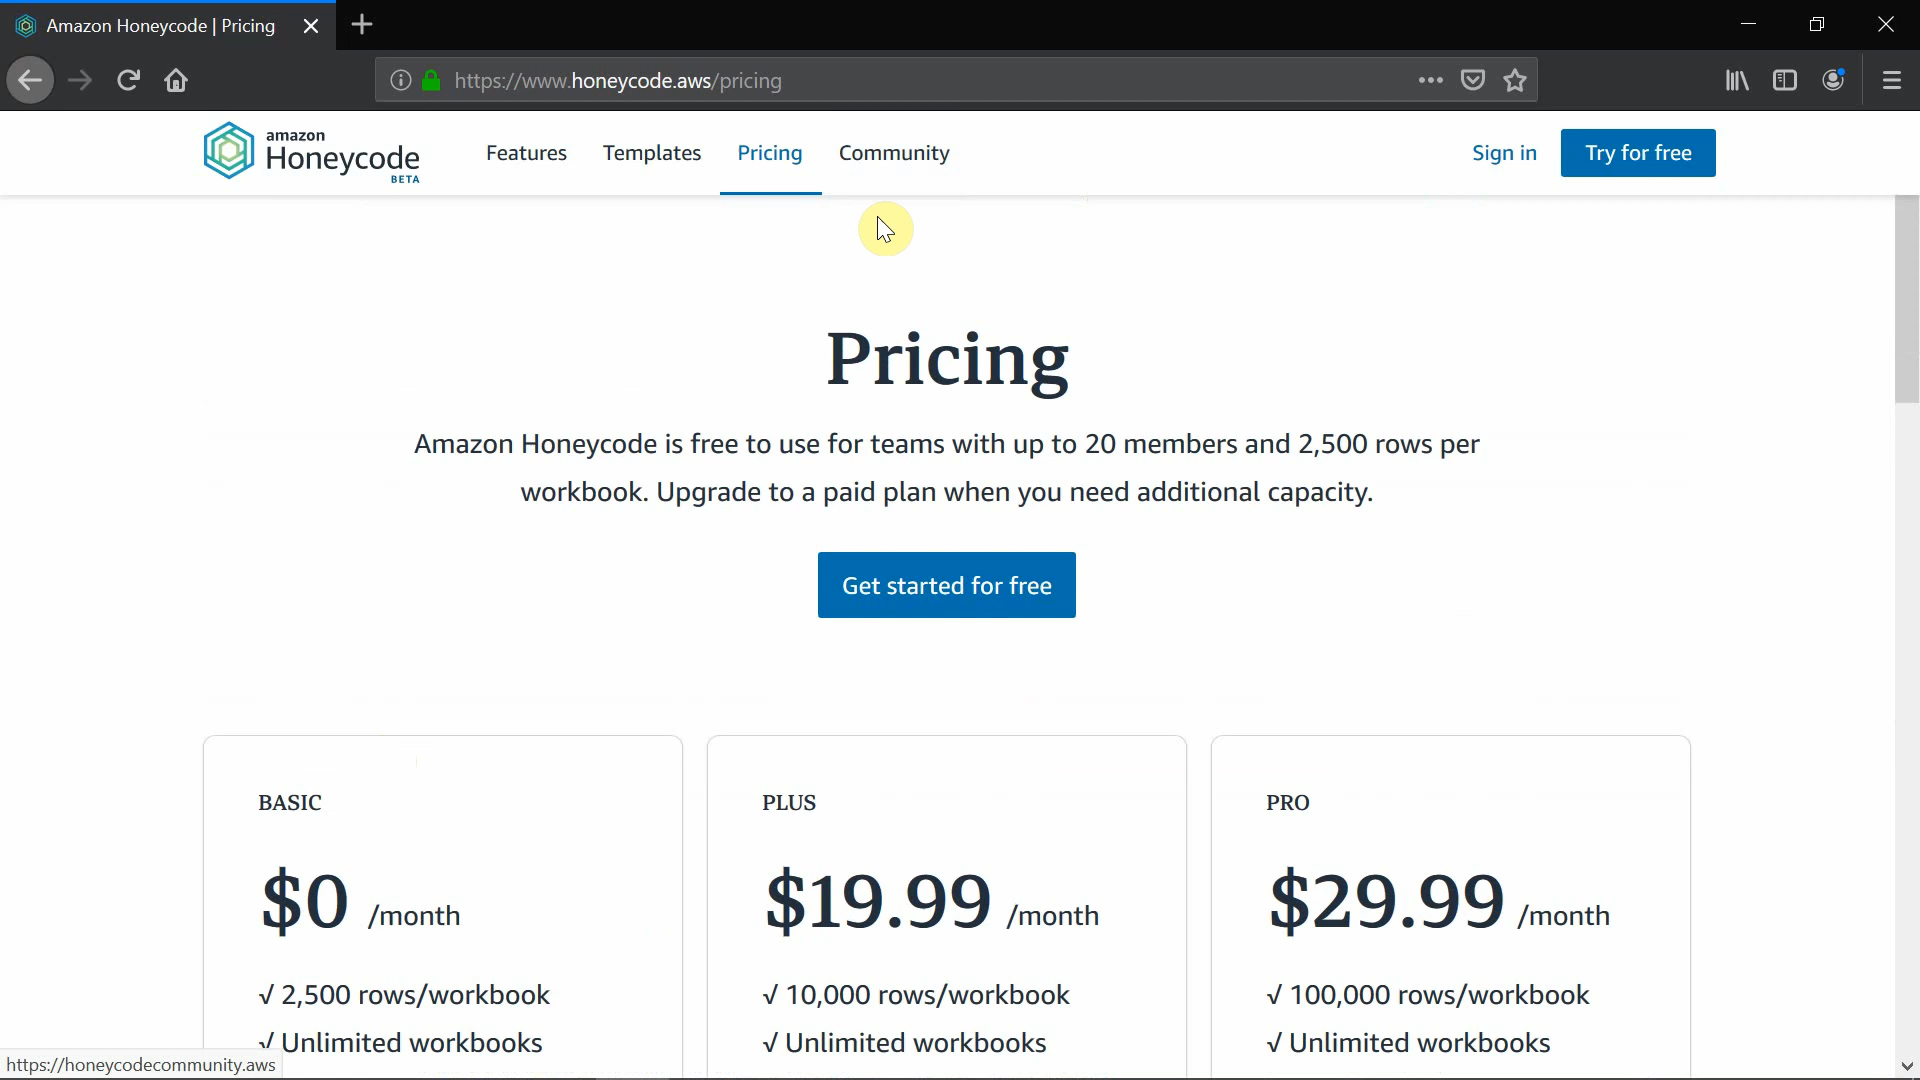 Amazon Honeycode | Pricing
https://www.honeycode.aws/pricing
amazon
Honeycode
BETA
Features
Templates
Pricing
Community
Sign in
Try for free
Pricing
Amazon Honeycode is free to use for teams with up to 20 members and 2,500 rows per
workbook. Upgrade to a paid plan when you need additional capacity.
Get started for free
BASIC
$0 /month
√ 2,500 rows/workbook
√ Unlimited workbooks
PLUS
$19.99 /month
√ 10,000 rows/workbook
√ Unlimited workbooks
PRO
$29.99 /month
√ 100,000 rows/workbook
√ Unlimited workbooks
https://honeycodecommunity.aws